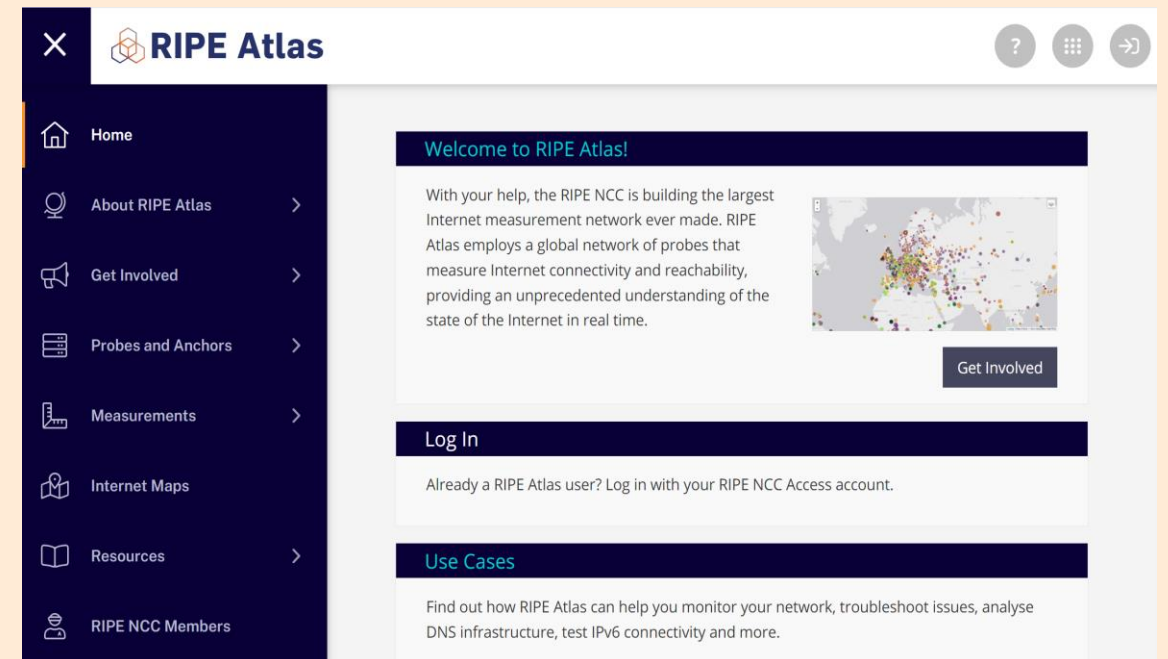 RIPE Atlas
?
Home
About RIPE Atlas
Get Involved
Probes and Anchors
Measurements
Internet Maps
Resources
RIPE NCC Members
Welcome to RIPE Atlas!
With your help, the RIPE NCC is building the largest
Internet measurement network ever made. RIPE
Atlas employs a global network of probes that
measure Internet connectivity and reachability,
providing an unprecedented understanding of the
state of the Internet in real time.
Get Involved
Log In
Already a RIPE Atlas user? Log in with your RIPE NCC Access account.
Use Cases
Find out how RIPE Atlas can help you monitor your network, troubleshoot issues, analyse
DNS infrastructure, test IPv6 connectivity and more.